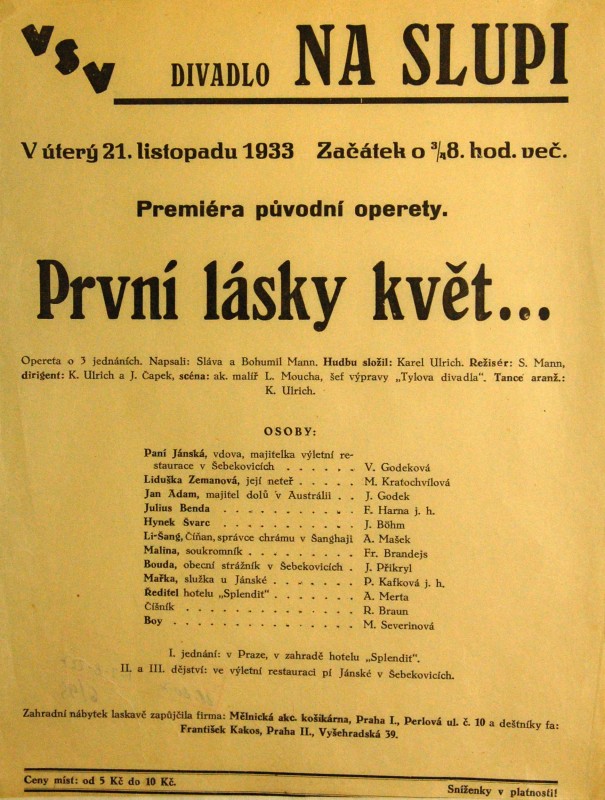 VSV
DIVADLO NA SLUPI
V úterý 21. listopadu 1933 Začátek o ¾8. hod. več.
Premiéra původní operety.
První lásky květ...
Opereta o 3 jednáních. Napsali: Sláva a Bohumil Mann. Hudbu složil: Karel Ulrich. Režisér: S. Mann,
dirigent: K. Ulrich a J. Čapek, scéna: ak. malíř L. Moucha, šef výpravy „Tylova divadla". Tance aranž.:
K. Ulrich.
OSOBY:
Paní Jánská, vdova, majitelka výletní re-
staurace v Šebekovicích . . . . . . V. Godeková
Liduška Zemanová, její neteř . . . . . M. Kratochvílová
Jan Adam, majitel dolů v Austrálii . . J. Godek
Julius Benda . . . . . . . . . . . F. Harna j. h.
Hynek Švarc . . . . . . . . . . . J. Böhm
Li-Šang, Číňan, správce chrámu v Šanghaji A. Mašek
Malina, soukromník . . . . . . . . Fr. Brandejs
Bouda, obecní strážník v Šebekovicích . J. Přikryl
Mařka, služka u Jánské . . . . . . P. Kafková j. h.
Ředitel hotelu „Splendit" . . . . . . A. Merta
Číšník . . . . . . . . . . . . . R. Braun
Boy . . . . . . . . . . . . . . M. Severinová
I. jednání: v Praze, v zahradě hotelu „Splendit".
II. a III. dějství: ve výletní restauraci pí Jánské v Šebekovicích.
Zahradní nábytek laskavě zapůjčila firma: Mělnická akc. košíkárna, Praha I., Perlová ul. č. 10 a deštníky fa:
František Kakos, Praha II., Vyšehradská 39.
Ceny míst: od 5 Kč do 10 Kč.
Sníženky v platnosti!